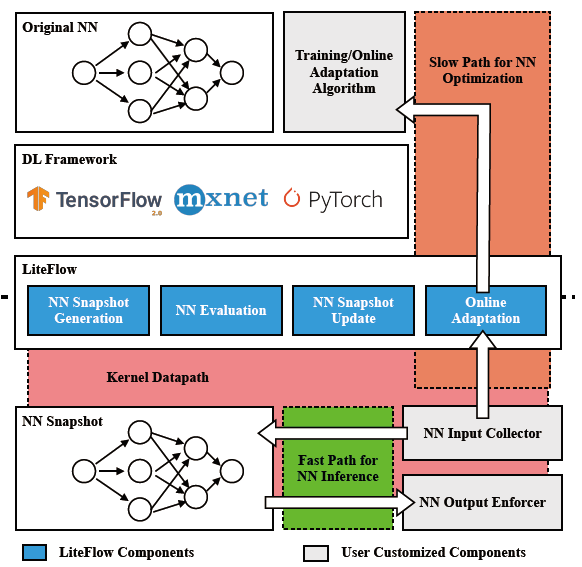 Original NN
Training/Online
Adaptation
Algorithm
Slow Path for NN
Optimization
DL Framework
TensorFlow
2.0
mxnet
PyTorch
LiteFlow
NN Snapshot
Generation
NN Evaluation
NN Snapshot
Update
Online
Adaptation
Kernel Datapath
NN Snapshot
Fast Path for
NN Inference
NN Input Collector
NN Output Enforcer
LiteFlow Components
User Customized Components